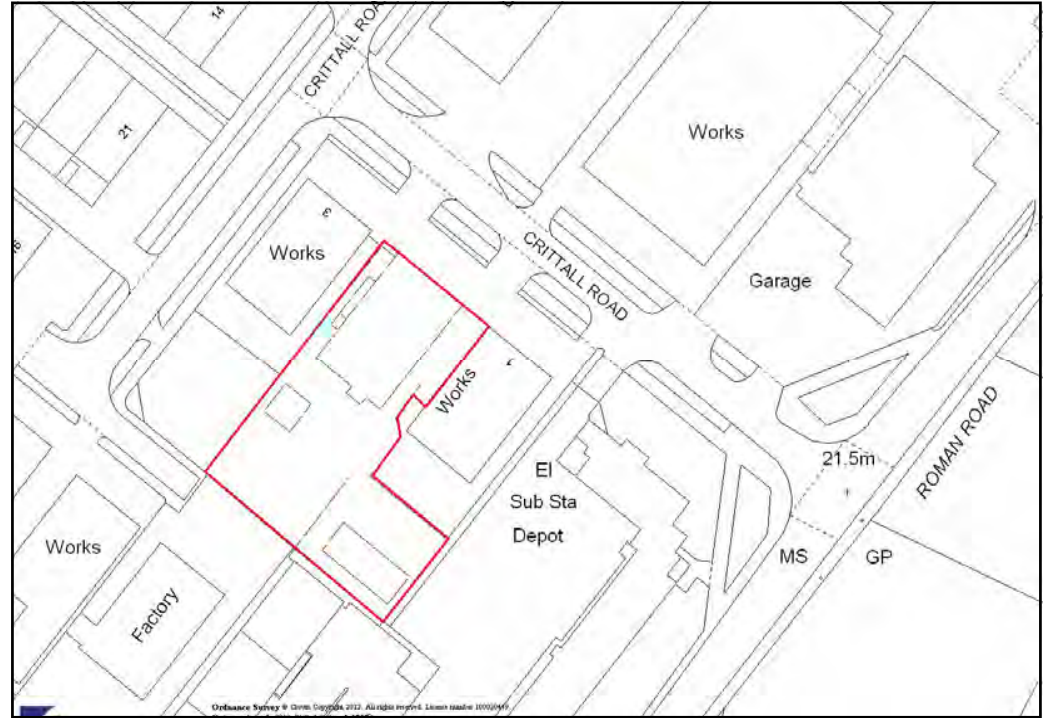 CRITTALL ROAD
14
21
Works
3
Works
CRITTALL ROAD
Garage
Works
El
Sub Sta
Depot
21.5m
ROMAN ROAD
MS
GP
Works
Factory
Ordnance Survey © Crown Copyright 2012. All rights reserved. Licence number 100020449